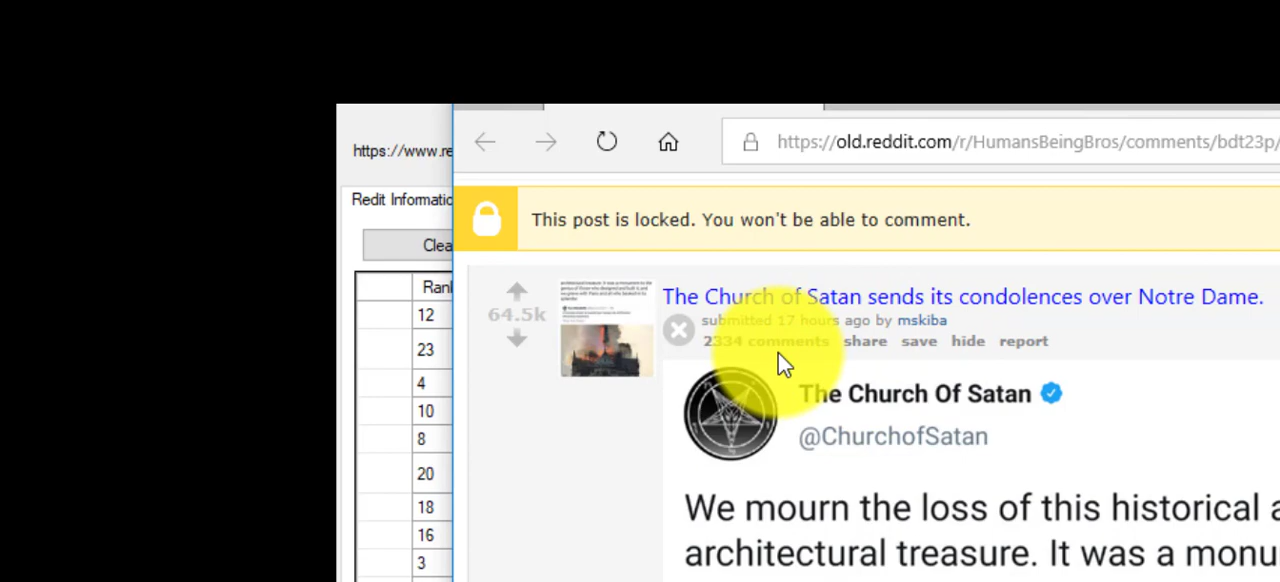 https://www.re
https://old.reddit.com/r/HumansBeingBros/comments/bdt23p/
Redit Informatio
This post is locked. You won't be able to comment.
Clea
Rank
12
23
4
10
8
20
18
16
3
64.5k
The Church of Satan sends its condolences over Notre Dame.
submitted 17 hours ago by mskiba
2334 comments share save hide report
The Church Of Satan
@ChurchofSatan
We mourn the loss of this historical a
architectural treasure. It was a monu